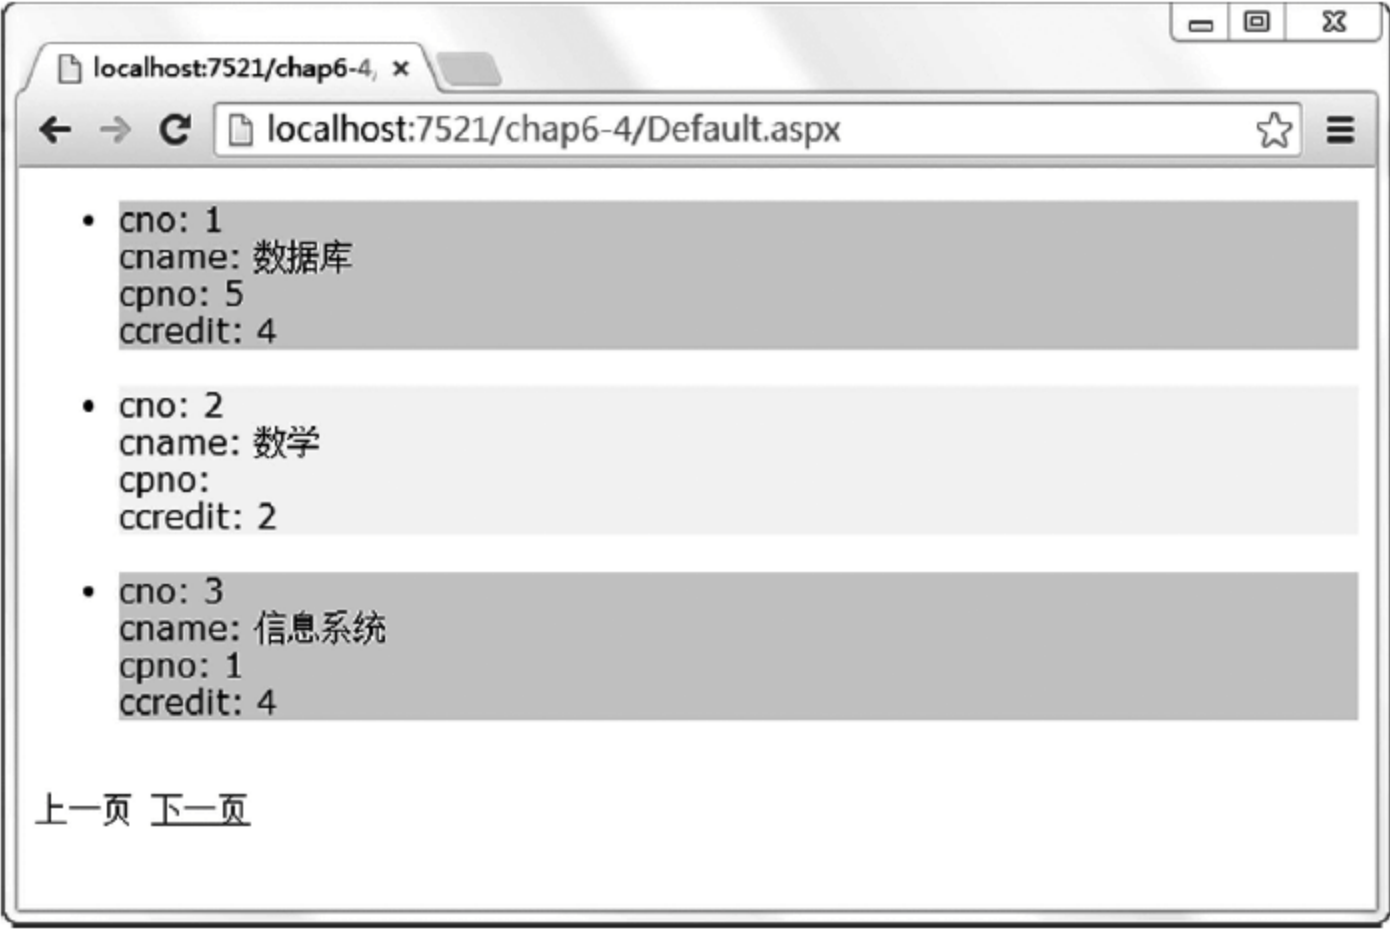 localhost:7521/chap6-4,
localhost:7521/chap6-4/Default.aspx
• cno: 1
cname: 数据库
cpno: 5
ccredit: 4
• cno: 2
cname: 数学
cpno:
ccredit: 2
• cno: 3
cname: 信息系统
cpno: 1
ccredit: 4
上一页 下一页